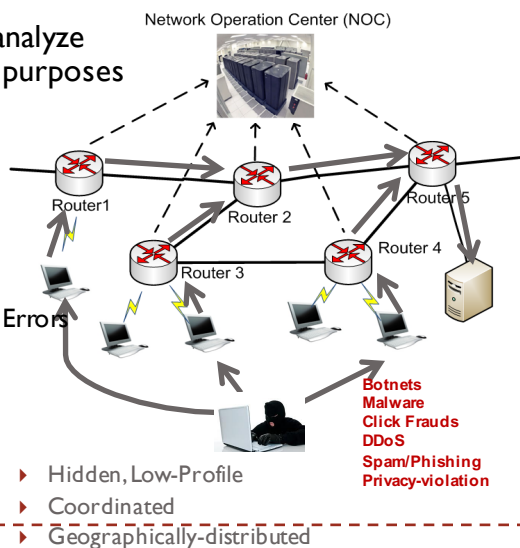 Network Operation Center (NOC)
analyze
purposes
Router1
Router 2
Router 5
Router 3
Router 4
Errors
Botnets
Malware
Click Frauds
DDoS
Spam/Phishing
Privacy-violation
Hidden, Low-Profile
Coordinated
Geographically-distributed